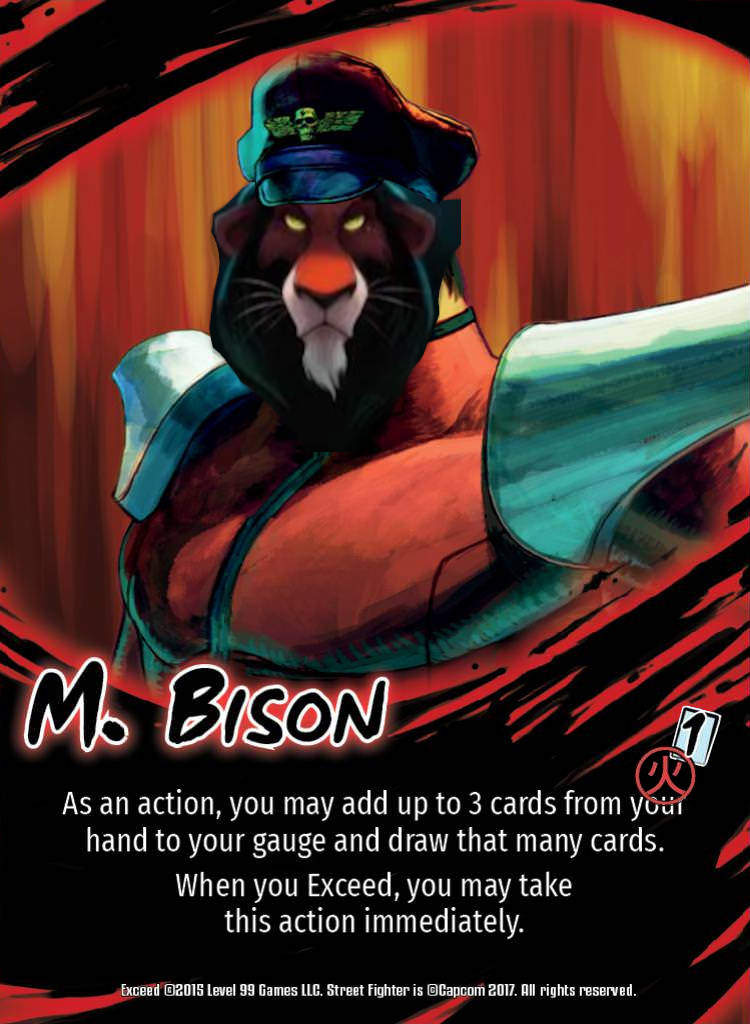 M. BISON
1
火
As an action, you may add up to 3 cards from your
hand to your gauge and draw that many cards.
When you Exceed, you may take
this action immediately.
Exceed ©2015 Level 99 Games LLC. Street Fighter is ©Capcom 2017. All rights reserved.